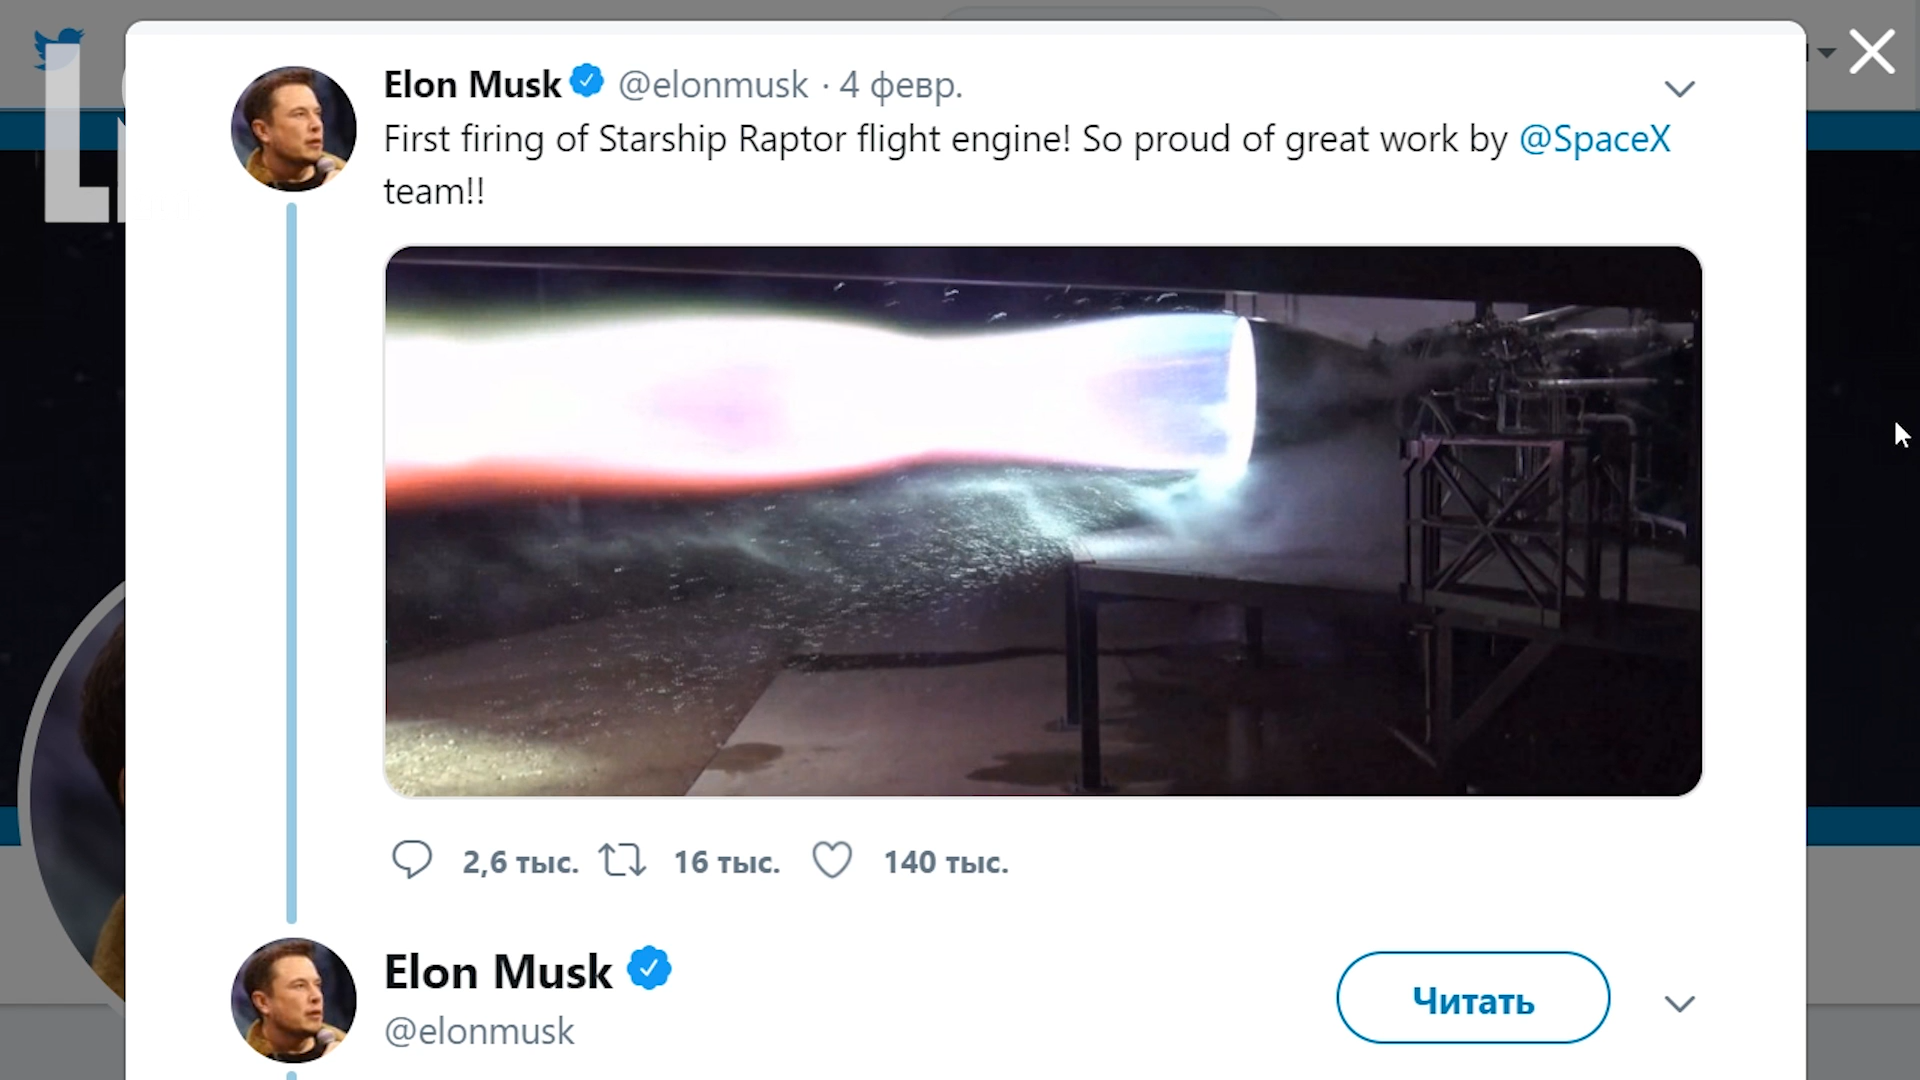 Elon Musk @elonmusk · 4 февр.
First firing of Starship Raptor flight engine! So proud of great work by @SpaceX
team!!
2,6 тыс. 16 тыс. 140 тыс.
Elon Musk
@elonmusk
Читать